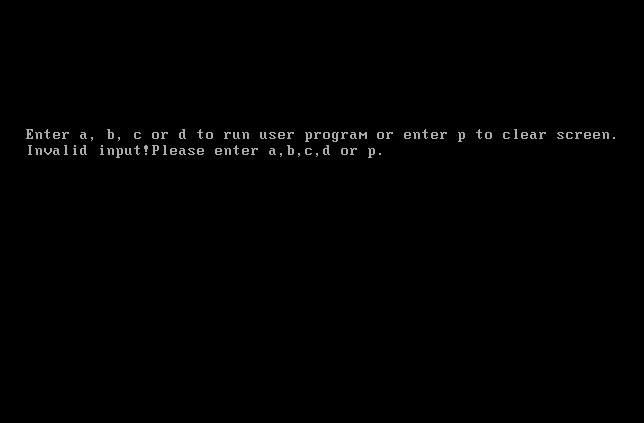 Enter a, b, c or d to run user program or enter p to clear screen.
Invalid input!Please enter a,b,c,d or p.